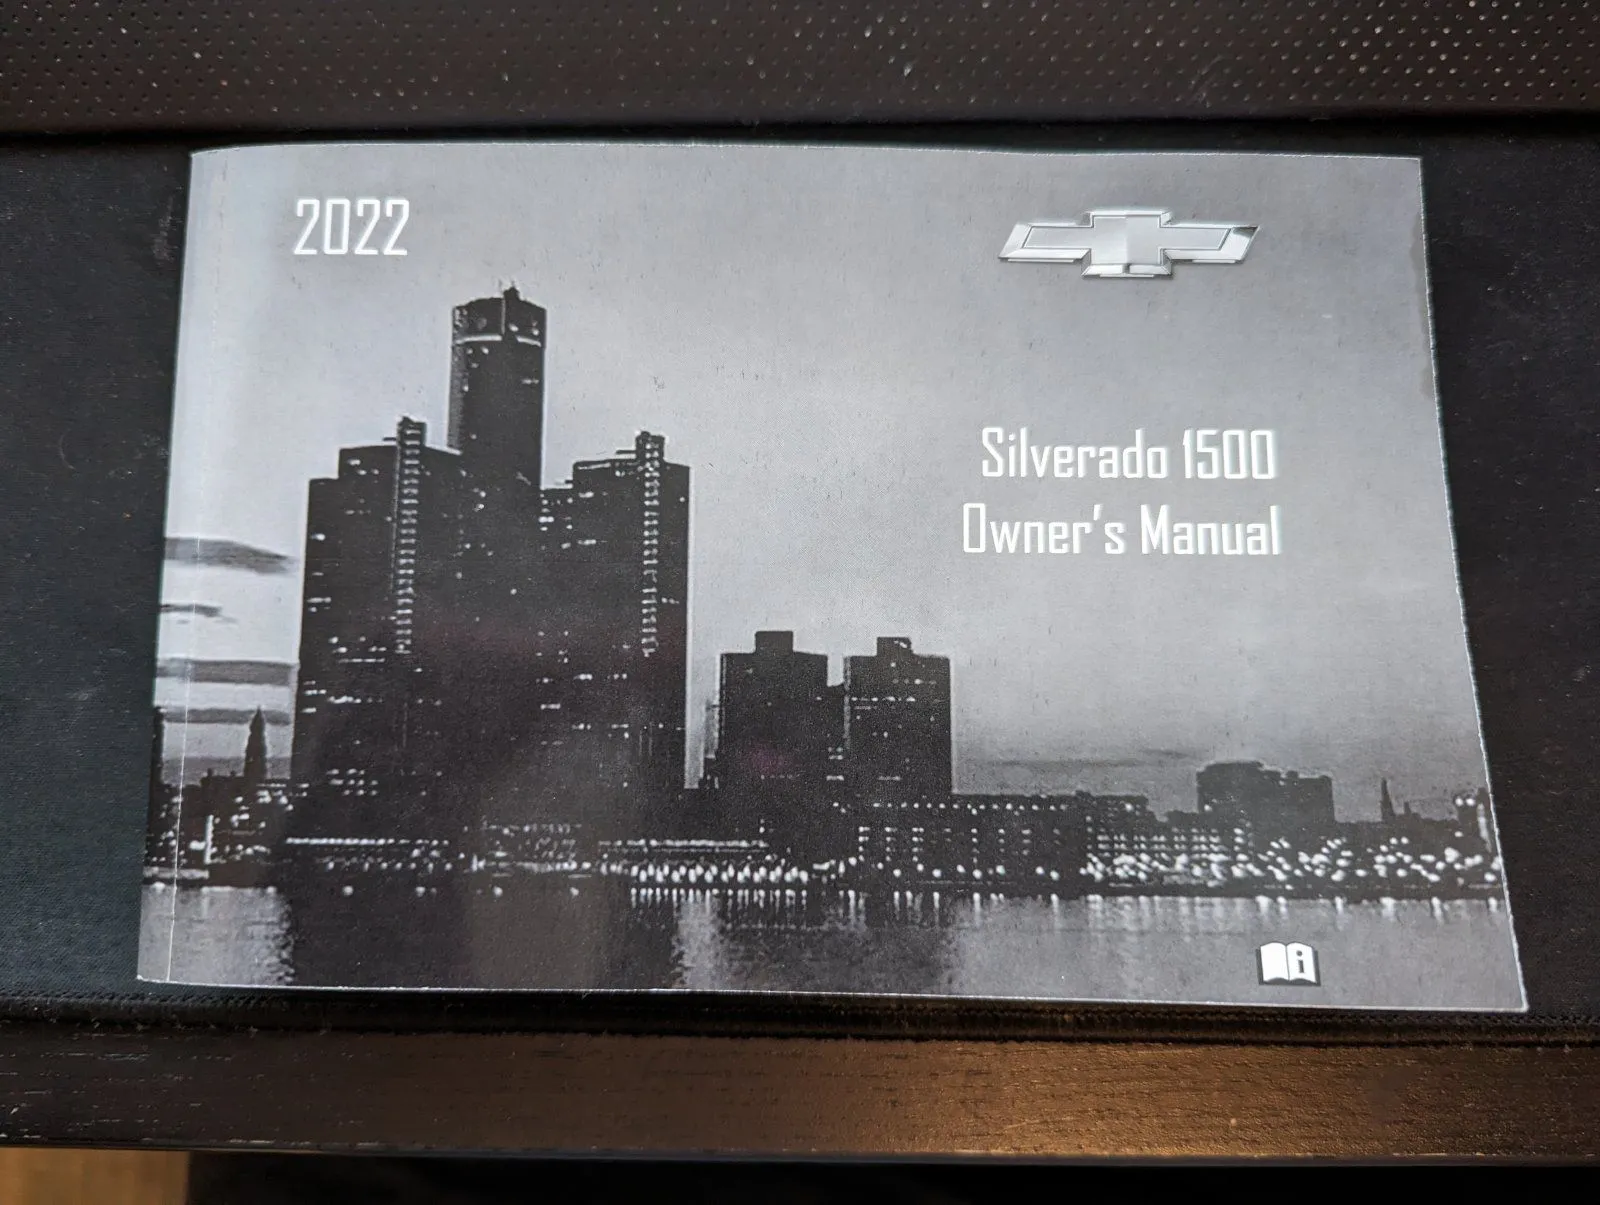 2022
Silverado 1500
Owner's Manual
i